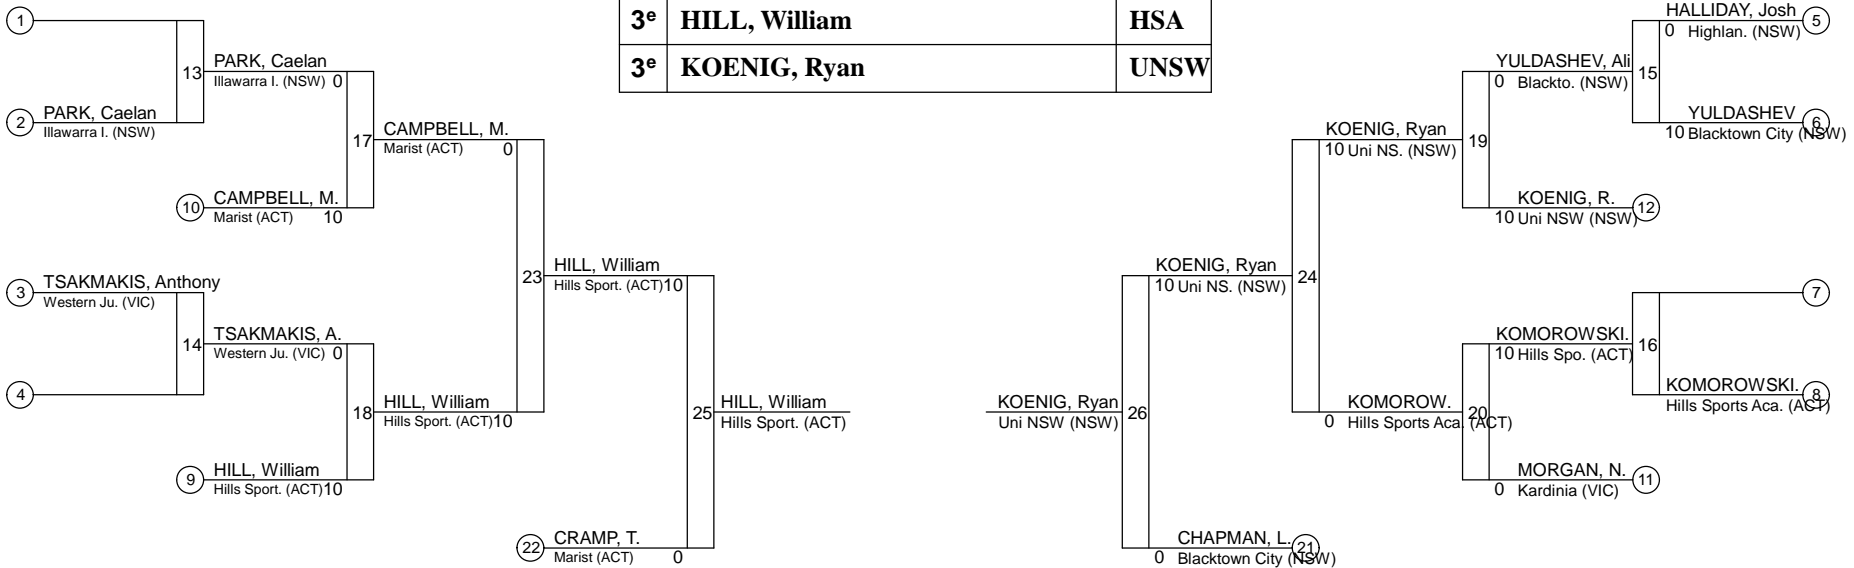 3e HILL, William HSA
3e KOENIG, Ryan UNSW
1
13
PARK, Caelan
Illawarra I. (NSW) 0
2
PARK, Caelan
Illawarra I. (NSW)
17
CAMPBELL, M.
Marist (ACT) 0
10
CAMPBELL, M.
Marist (ACT) 10
3
TSAKMAKIS, Anthony
Western Ju. (VIC)
14
TSAKMAKIS, A.
Western Ju. (VIC) 0
4
18
HILL, William
Hills Sport. (ACT) 10
9
HILL, William
Hills Sport. (ACT) 10
23
HILL, William
Hills Sport. (ACT) 10
25
HILL, William
Hills Sport. (ACT)
22
CRAMP, T.
Marist (ACT) 0
HALLIDAY, Josh
0 Highlan. (NSW)
5
15
YULDASHEV, Ali
0 Blackto. (NSW)
YULDASHEV
10 Blacktown City (NSW)
6
19
KOENIG, Ryan
10 Uni NS. (NSW)
KOENIG, R.
10 Uni NSW (NSW)
12
24
KOENIG, Ryan
10 Uni NS. (NSW)
7
16
KOMOROWSKI.
10 Hills Spo. (ACT)
KOMOROWSKI.
Hills Sports Aca. (ACT)
8
20
KOMOROW.
0 Hills Sports Aca. (ACT)
MORGAN, N.
0 Kardinia (VIC)
11
26
KOENIG, Ryan
Uni NSW (NSW)
CHAPMAN, L.
0 Blacktown City (NSW)
21